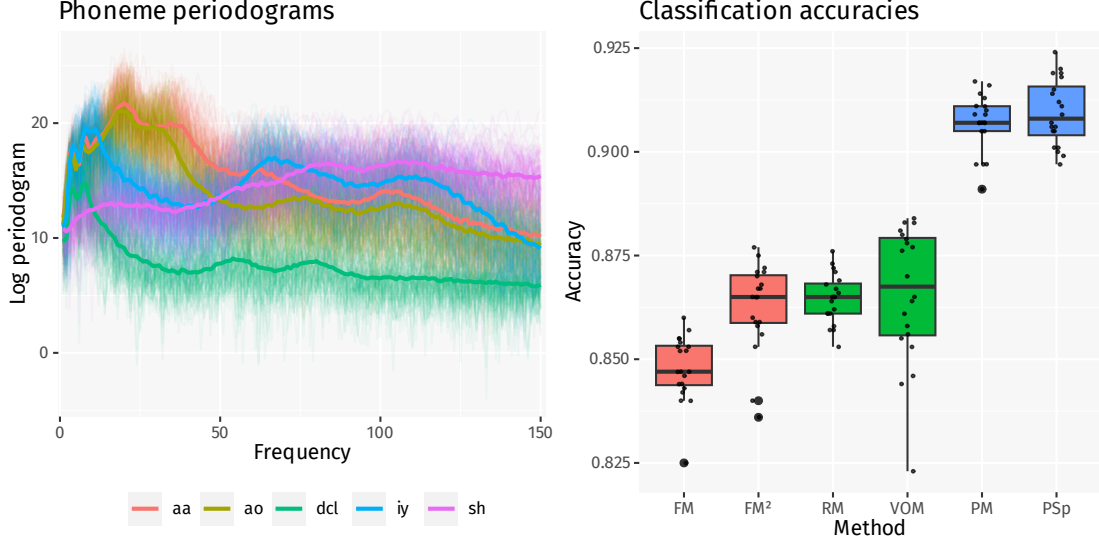 Phoneme periodograms
Log periodogram
20
10
0
0 50 100 150
Frequency
aa ao dcl iy sh
Classification accuracies
Accuracy
0.925
0.900
0.875
0.850
0.825
FM FM² RM VOM PM PSp
Method